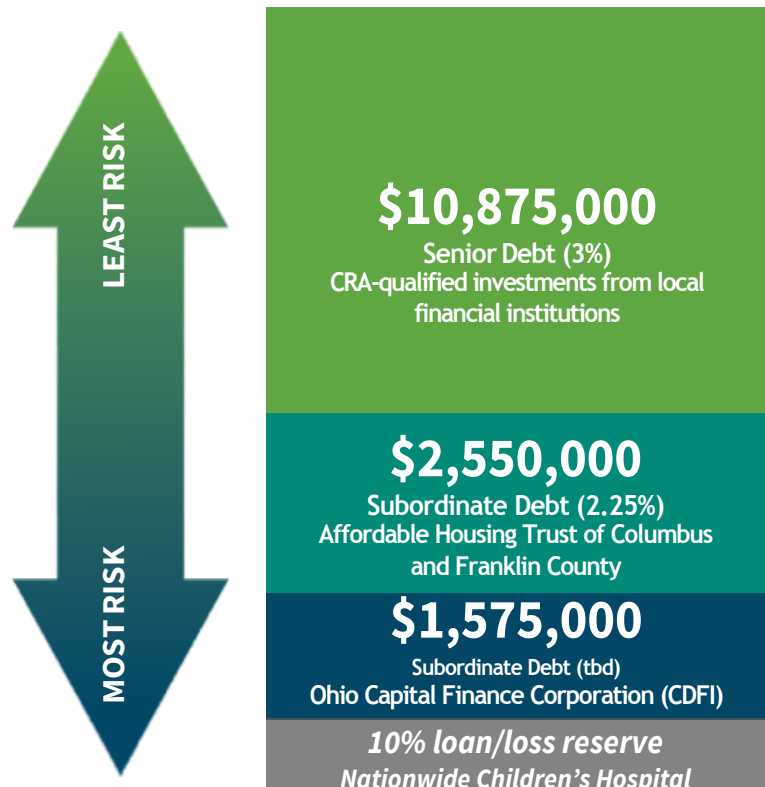 LEAST RISK
MOST RISK
$10,875,000
Senior Debt (3%)
CRA-qualified investments from local
financial institutions
$2,550,000
Subordinate Debt (2.25%)
Affordable Housing Trust of Columbus
and Franklin County
$1,575,000
Subordinate Debt (tbd)
Ohio Capital Finance Corporation (CDFI)
10% loan/loss reserve
Nationwide Children's Hospital